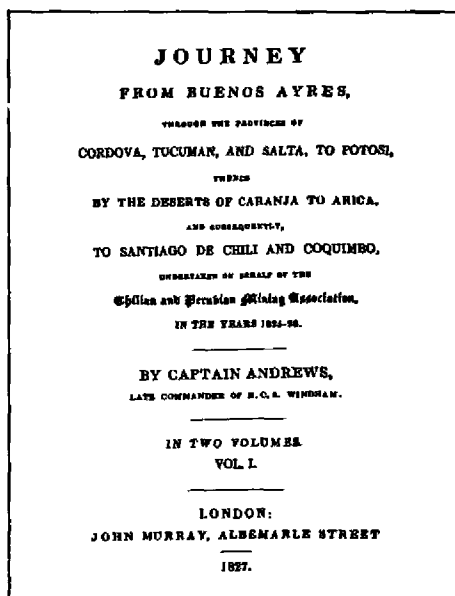 JOURNEY
FROM BUENOS AYRES,
THROUGH THE PROVINCES OF
CORDOVA, TUCUMAN, AND SALTA, TO POTOSI,
THENCE
BY THE DESERTS OF CARANJA TO ARICA,
AND SUBSEQUENTLY,
TO SANTIAGO DE CHILI AND COQUIMBO,
UNDERTAKEN ON BEHALF OF THE
Chilian and Peruvian Mining Association,
IN THE YEARS 1825-26.
BY CAPTAIN ANDREWS,
LATE COMMANDER OF H.C.S. WINDHAM.
IN TWO VOLUMES
VOL. I.
LONDON:
JOHN MURRAY, ALBEMARLE STREET
1827.